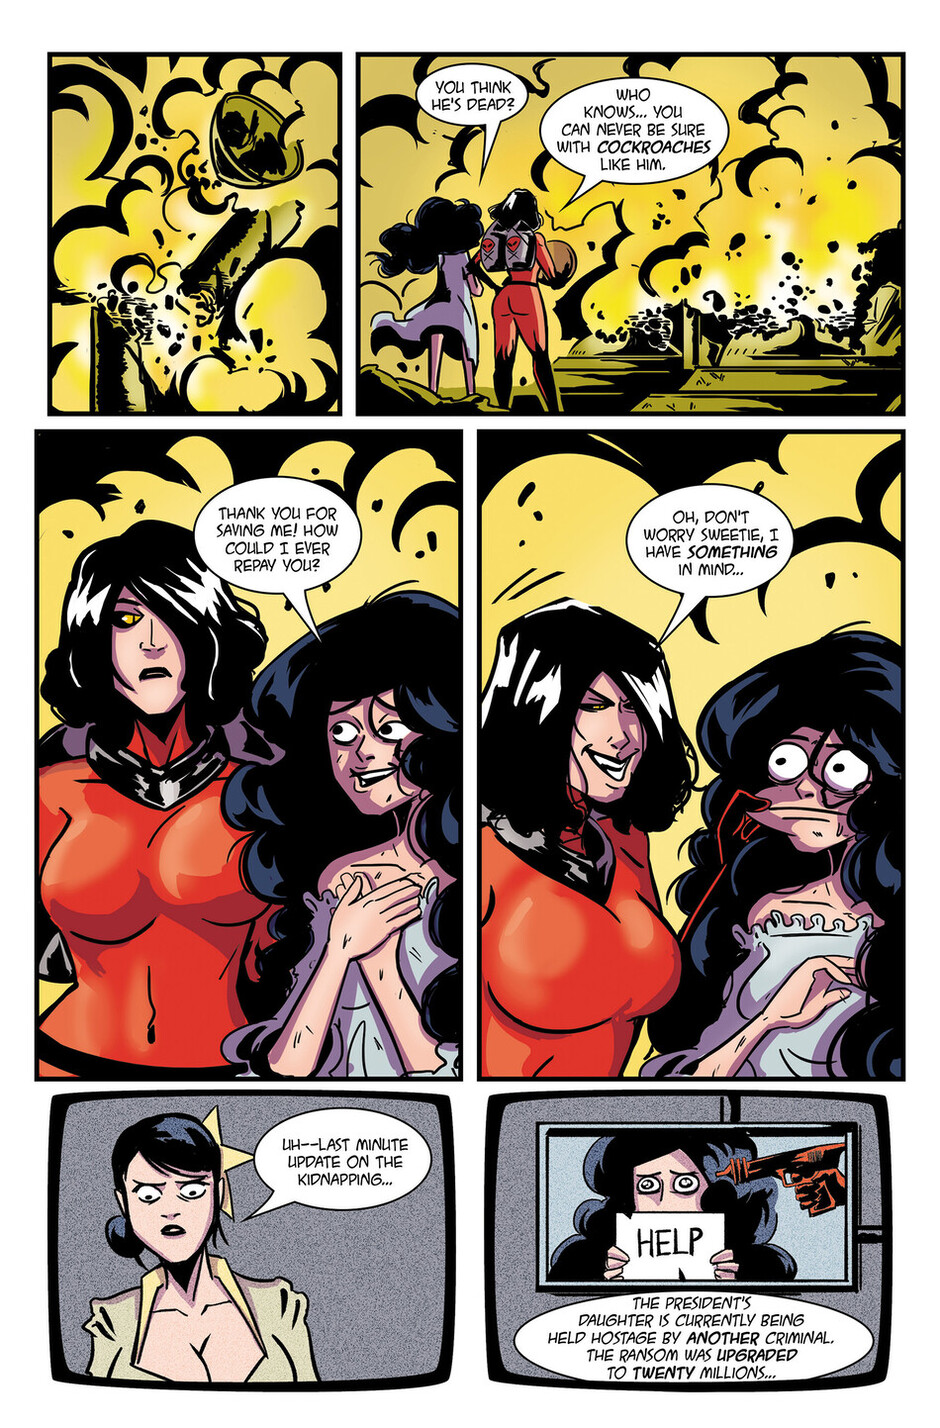 YOU THINK
HE'S DEAD?
WHO
KNOWS... YOU
CAN NEVER BE SURE
WITH COCKROACHES
LIKE HIM.
THANK YOU FOR
SAVING ME! HOW
COULD I EVER
REPAY YOU?
OH, DON'T
WORRY SWEETIE, I
HAVE SOMETHING
IN MIND...
UH--LAST MINUTE
UPDATE ON THE
KIDNAPPING...
HELP
THE PRESIDENT'S
DAUGHTER IS CURRENTLY BEING
HELD HOSTAGE BY ANOTHER CRIMINAL.
THE RANSOM WAS UPGRADED
TO TWENTY MILLIONS...